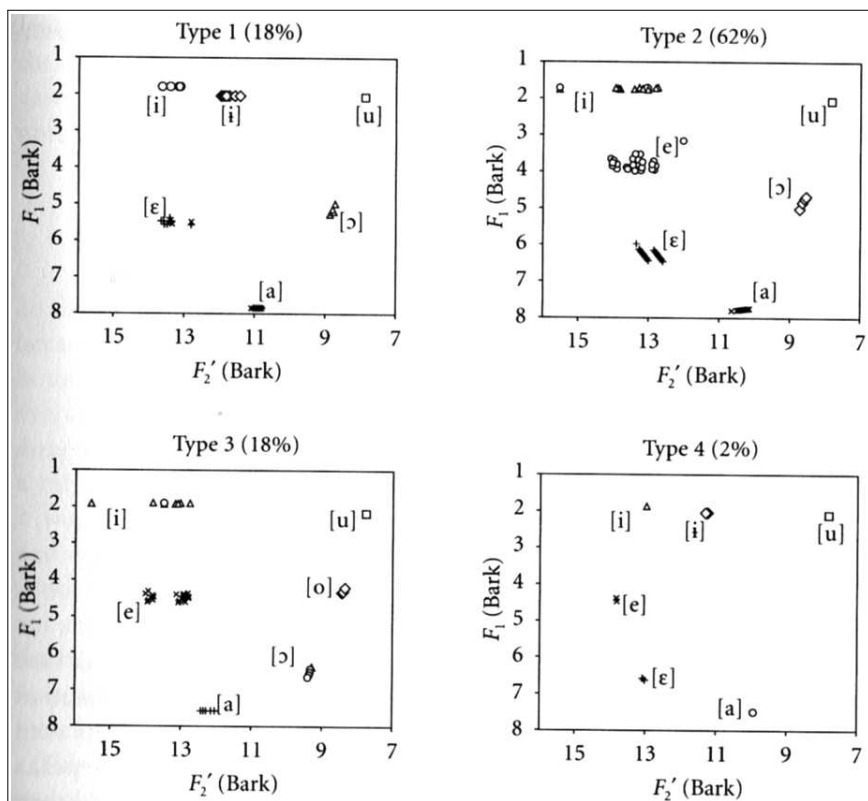 Type 1 (18%)
1
2
3
4
5
6
7
8
F1 (Bark)
[i]
[ɨ]
[u]
[ɛ]
[ɔ]
[a]
15
13
11
9
7
F2′ (Bark)
Type 2 (62%)
1
2
3
4
5
6
7
8
F1 (Bark)
[i]
[u]
[e]
[ɔ]
[ɛ]
[a]
15
13
11
9
7
F2′ (Bark)
Type 3 (18%)
1
2
3
4
5
6
7
8
F1 (Bark)
[i]
[u]
[e]
[o]
[ɔ]
[a]
15
13
11
9
7
F2′ (Bark)
Type 4 (2%)
1
2
3
4
5
6
7
8
F1 (Bark)
[i]
[ɨ]
[u]
[e]
[ɛ]
[a]
15
13
11
9
7
F2′ (Bark)